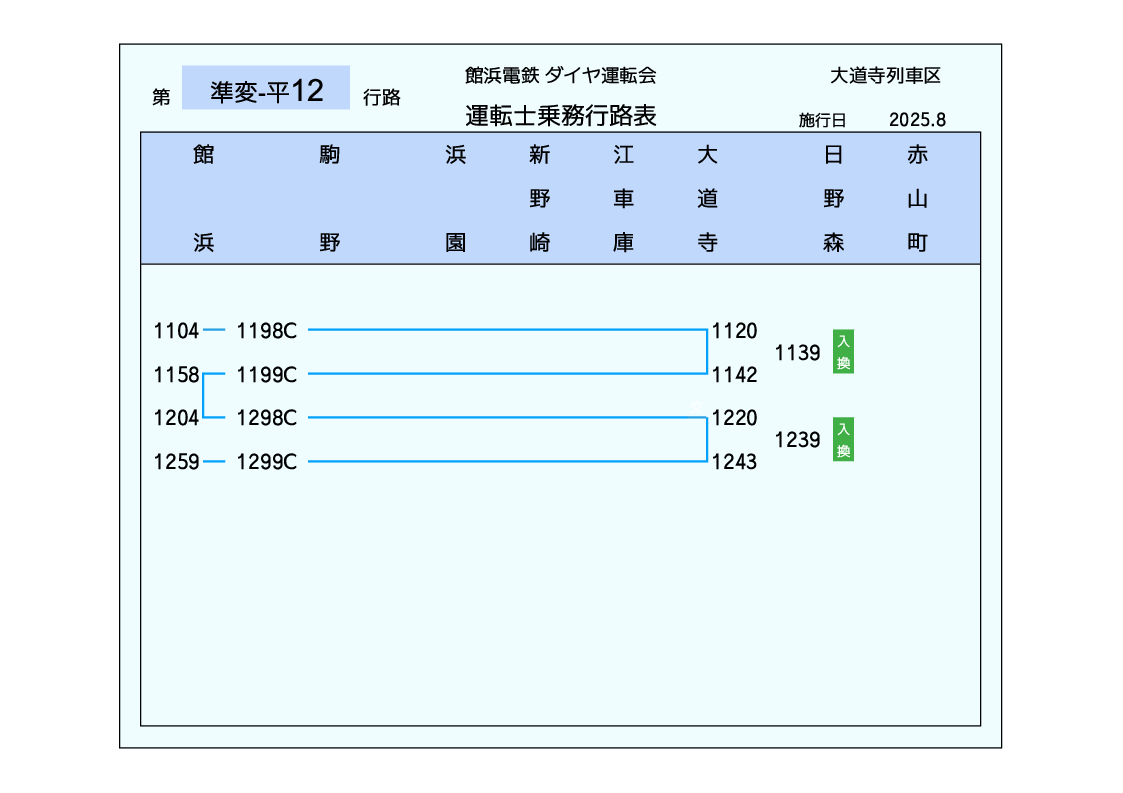 館浜電鉄 ダイヤ運転会
大道寺列車区
第 準変-平12 行路
運転士乗務行路表
施行日 2025.8
館浜 駒野 浜園 新野崎 江車庫 大道寺 日野森 赤山町
1104 1198C 1120
1139 入換
1158 1199C 1142
1204 1298C 1220
1239 入換
1259 1299C 1243